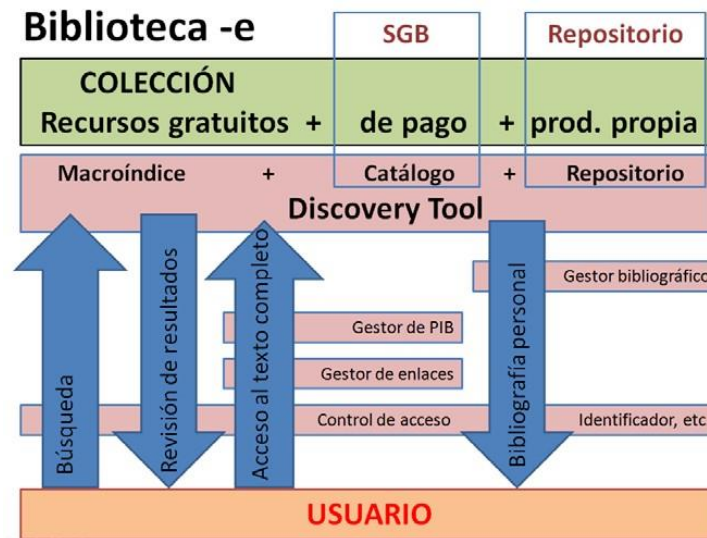 Biblioteca -e
SGB
Repositorio
COLECCIÓN
Recursos gratuitos + de pago + prod. propia
Macroíndice + Catálogo + Repositorio
Discovery Tool
Gestor bibliográfico
Gestor de PIB
Gestor de enlaces
Control de acceso
Identificador, etc
Búsqueda
Revisión de resultados
Acceso al texto completo
Bibliografía personal
USUARIO